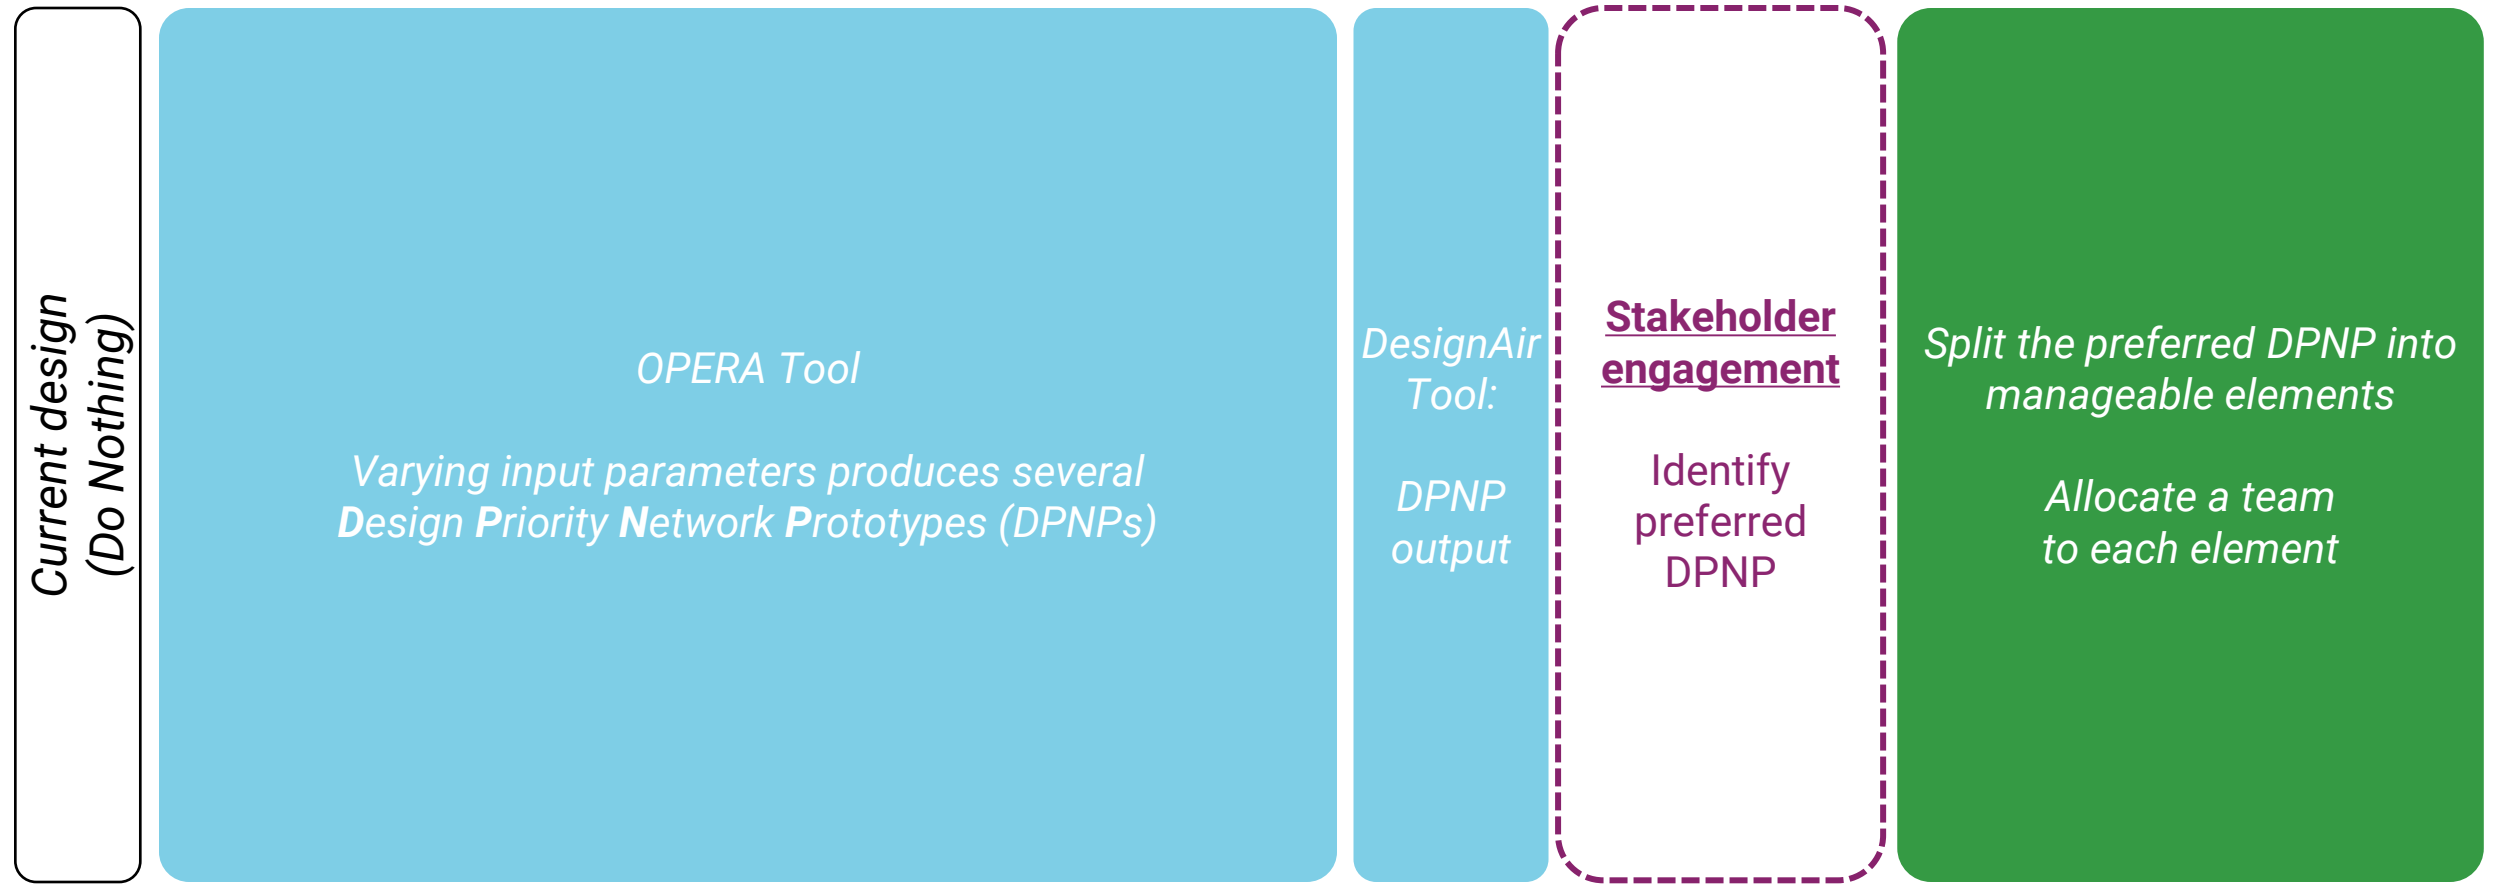 Current design
(Do Nothing)
OPERA Tool
Varying input parameters produces several
Design Priority Network Prototypes (DPNPs)
DesignAir
Tool:
DPNP
output
Stakeholder
engagement
Identify
preferred
DPNP
Split the preferred DPNP into
manageable elements
Allocate a team
to each element